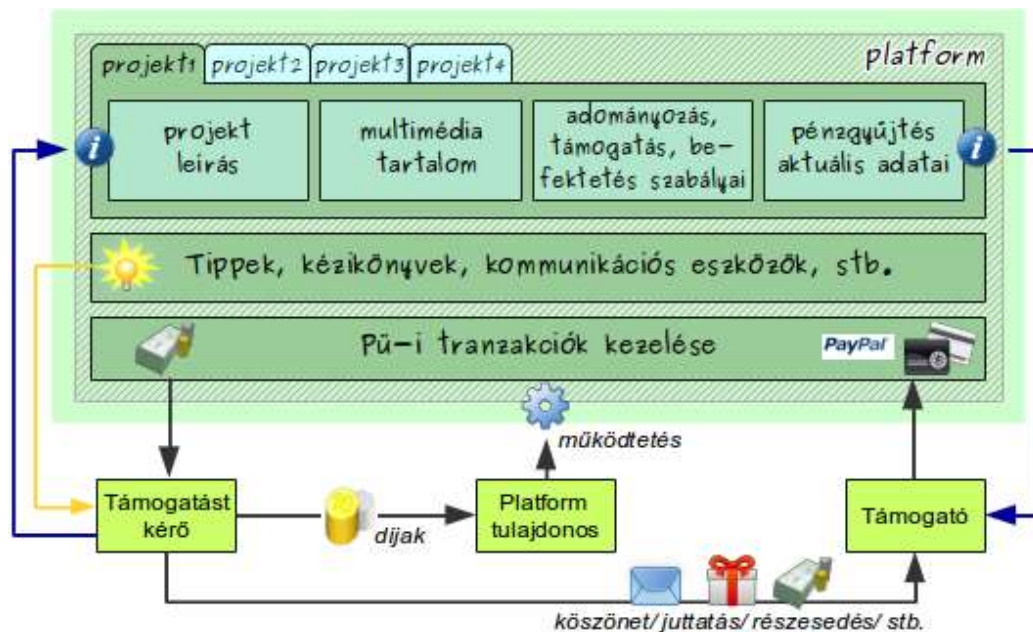 platform
projekt1 projekt2 projekt3 projekt4
projekt
leírás
multimédia
tartalom
adományozás,
támogatás, be-
fektetés szabályai
pénzgyűjtés
aktuális adatai
Tippek, kézikönyvek, kommunikációs eszközök, stb.
Pü-i tranzakciók kezelése
PayPal
működtetés
Támogatást
kérő
díjak
Platform
tulajdonos
Támogató
köszönet/ juttatás/ részesedés/ stb.